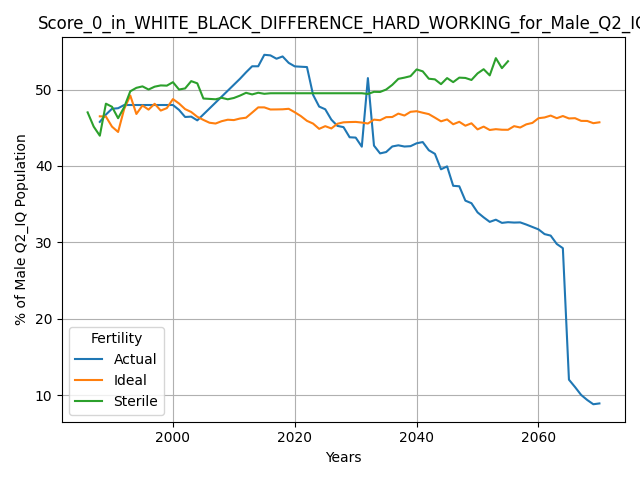 Score_0_in_WHITE_BLACK_DIFFERENCE_HARD_WORKING_for_Male_Q2_IQ
% of Male Q2_IQ Population
50
40
30
20
10
Fertility
Actual
Ideal
Sterile
2000 2020 2040 2060
Years